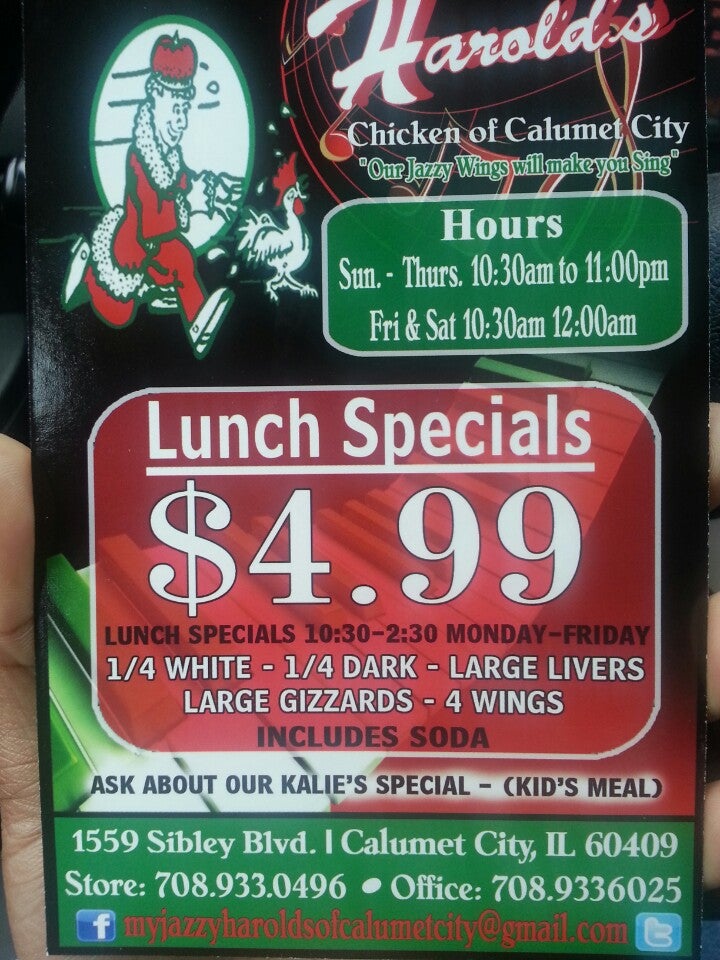 Harold's
Chicken of Calumet City
"Our Jazzy Wings will make you Sing"
Hours
Sun. - Thurs. 10:30am to 11:00pm
Fri & Sat 10:30am 12:00am
Lunch Specials
$4.99
LUNCH SPECIALS 10:30-2:30 MONDAY-FRIDAY
1/4 WHITE - 1/4 DARK - LARGE LIVERS
LARGE GIZZARDS - 4 WINGS
INCLUDES SODA
ASK ABOUT OUR KALIE'S SPECIAL - (KID'S MEAL)
1559 Sibley Blvd. | Calumet City, IL 60409
Store: 708.933.0496 • Office: 708.9336025
f myjazzyharoldsofcalumetcity@gmail.com t